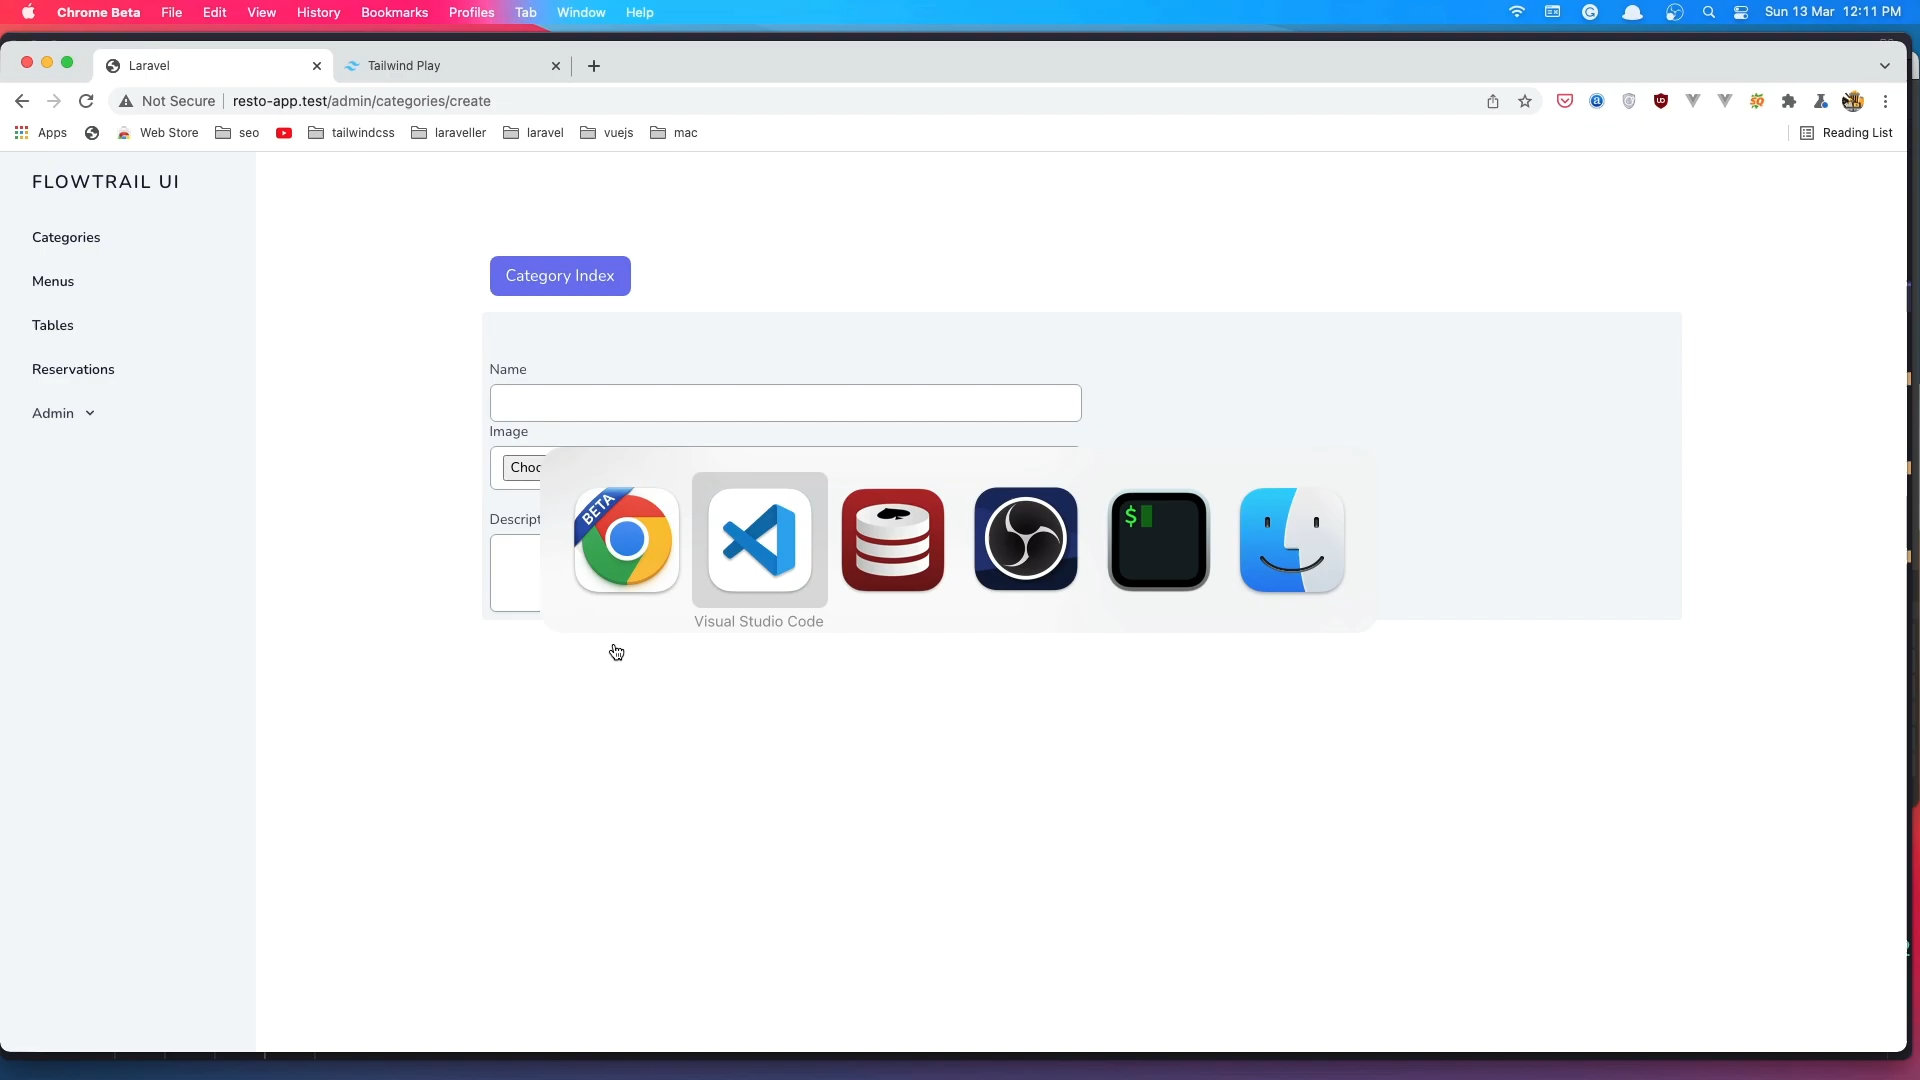 Chrome Beta File Edit View History Bookmarks Profiles Tab Window Help Sun 13 Mar 12:11 PM
Laravel Tailwind Play
Not Secure resto-app.test/admin/categories/create
Apps Web Store seo tailwindcss laraveller laravel vuejs mac Reading List
FLOWTRAIL UI
Categories
Menus
Tables
Reservations
Admin
Category Index
Name
Image
Choo
Descript
BETA
$
Visual Studio Code